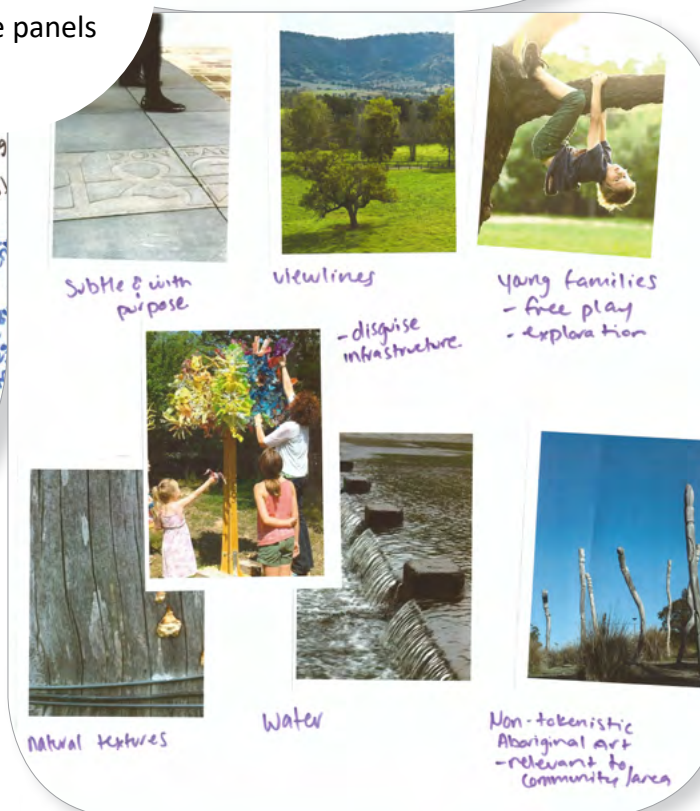 e panels
Subtle & with
purpose
viewlines
- disguise
infrastructure.
young families
- free play
- exploration
natural textures
water
Non-tokenistic
Aboriginal art
- relevant to
community/area